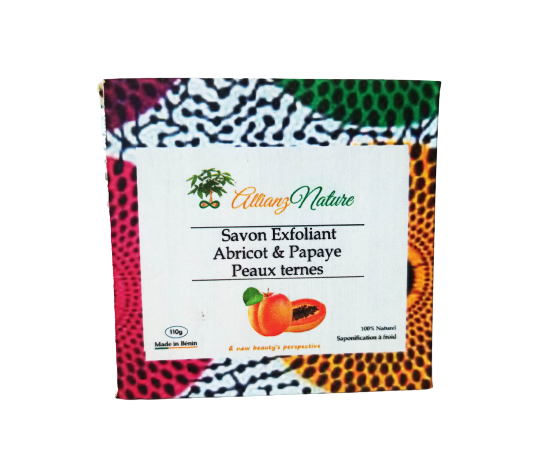 AllianzNature
Savon Exfoliant
Abricot & Papaye
Peaux ternes
110g
Made in Bénin
100% Naturel
Saponification à froid
a new beauty's perspective